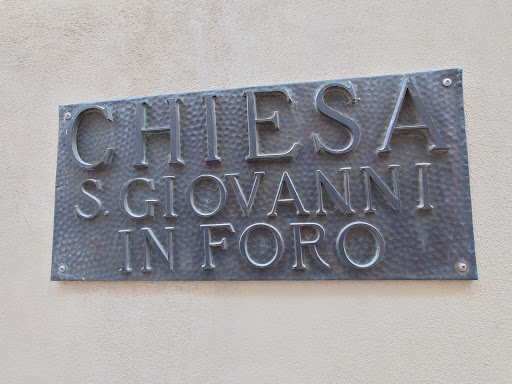 CHIESA
S. GIOVANNI
IN FORO